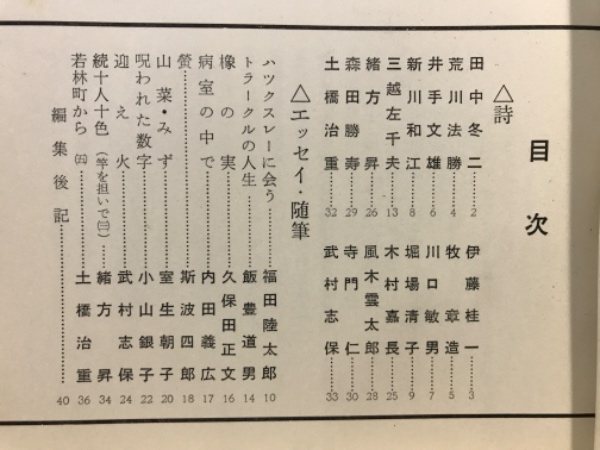 目次
△詩
田中冬二……2
荒川法勝……4
井手文雄……6
新川和江……8
三越左千夫……13
緒方昇……26
森田勝寿……29
土橋治重……32
伊藤桂一……3
牧章造……5
川口敏男……7
堀場清子……9
木村嘉長……25
風木雲太郎……28
寺門仁……30
武村志保……33
△エッセイ・随筆
ハックスレーに会う……福田陸太郎 10
トラークルの人生……飯豊道男 14
橡の実……久保田正文 16
病室の中で……内田義広 17
螢……斯波四郎 18
山菜・みず……室生朝子 20
呪われた数字……小山銀子 22
迎え火……武村志保 24
続十人十色（竿を担いで㊂）……緒方昇 34
若林町から㈣……土橋治重 36
編集後記……40